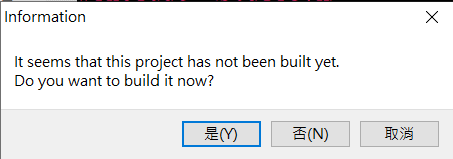 Information
It seems that this project has not been built yet.
Do you want to build it now?
是(Y)
否(N)
取消